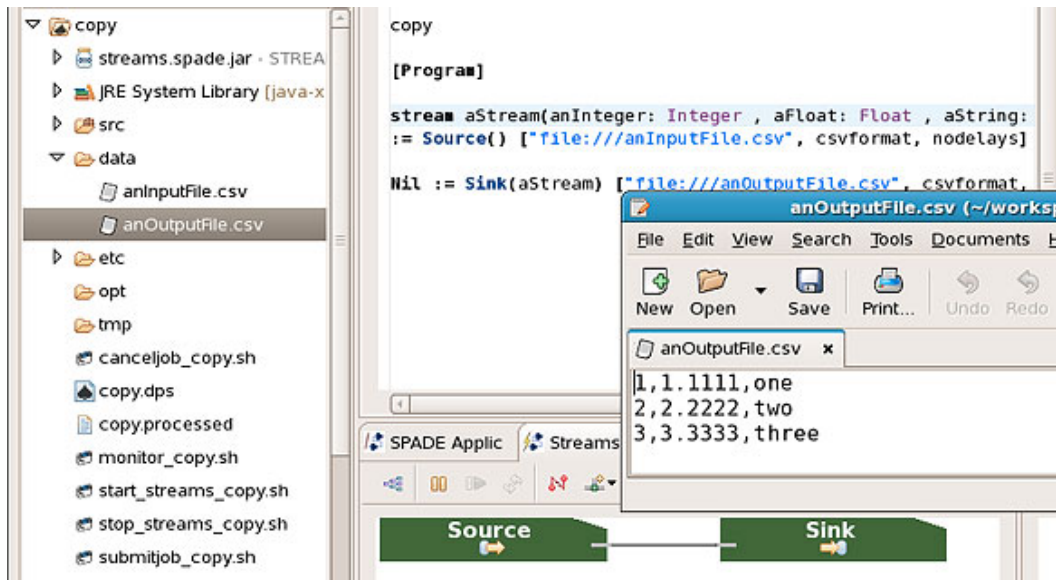 copy
streams.spade.jar - STREA
JRE System Library [java-x
src
data
anInputFile.csv
anOutputFile.csv
etc
opt
tmp
canceljob_copy.sh
copy.dps
copy.processed
monitor_copy.sh
start_streams_copy.sh
stop_streams_copy.sh
submitjob_copy.sh
copy
[Program]
stream aStream(anInteger: Integer , aFloat: Float , aString:
:= Source() ["file:///anInputFile.csv", csvformat, nodelays]
Nil := Sink(aStream) ["file:///anOutputFile.csv", csvformat,
anOutputFile.csv (~/worksp
File Edit View Search Tools Documents H
New Open Save Print... Undo Redo
anOutputFile.csv x
1,1.1111,one
2,2.2222,two
3,3.3333,three
SPADE Applic Streams
Source Sink